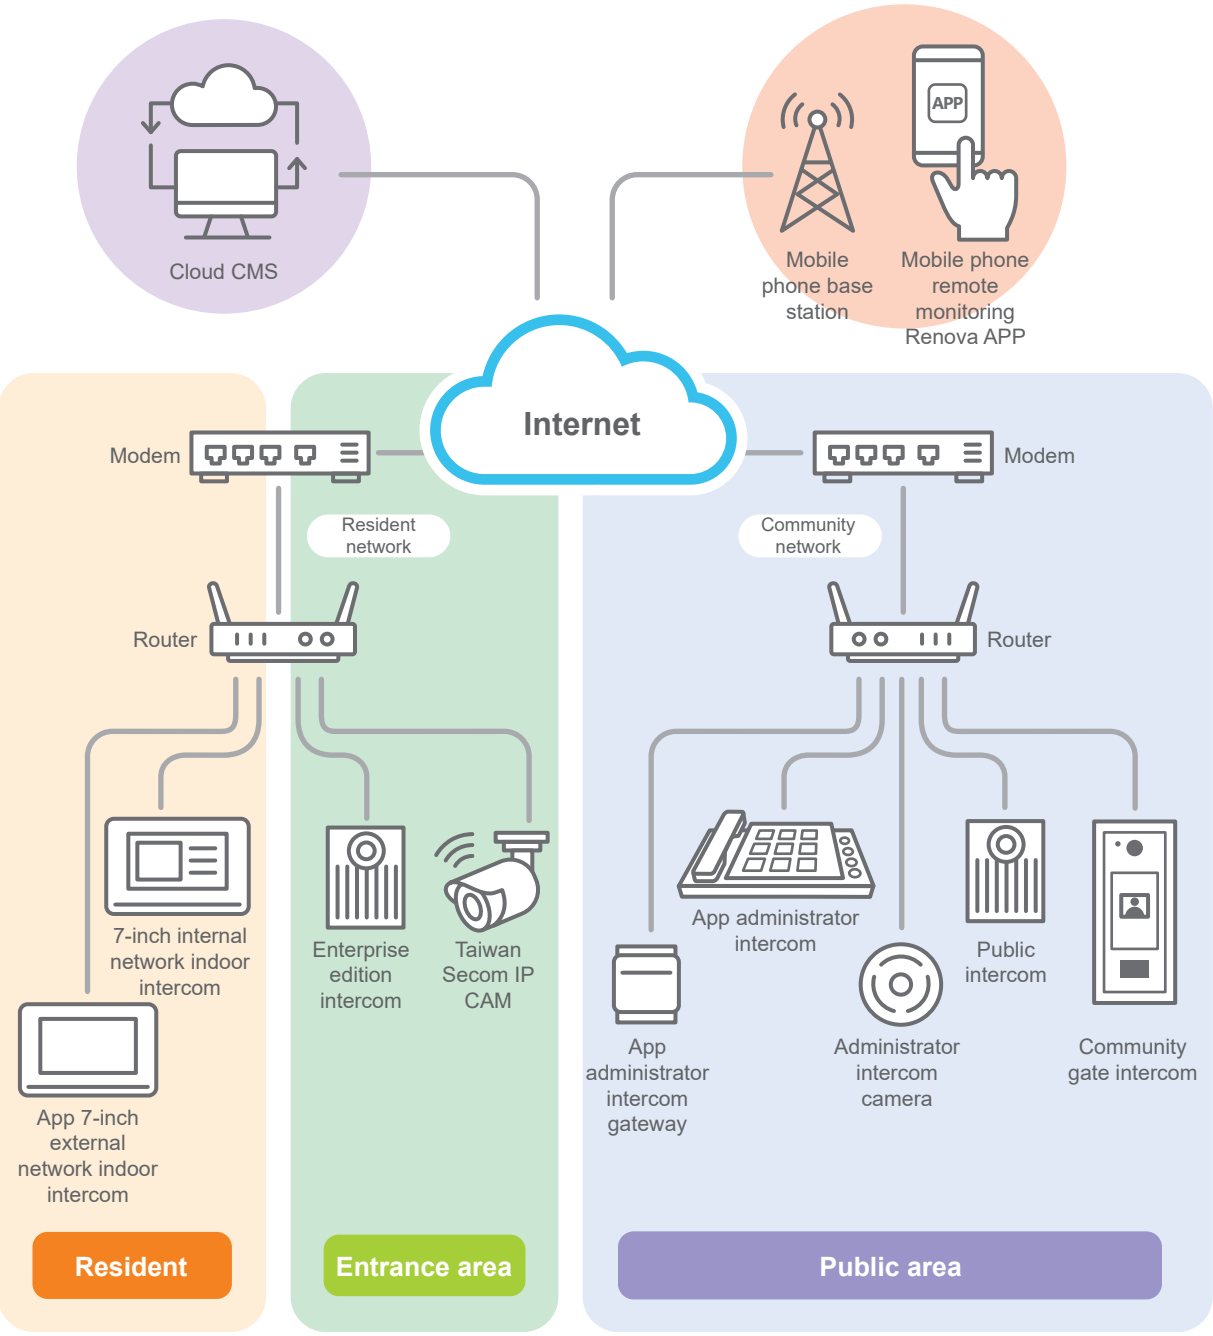 APP
Cloud CMS
Mobile
phone base
station
Mobile phone
remote
monitoring
Renova APP
Internet
Modem
Modem
Resident
network
Community
network
Router
Router
7-inch internal
network indoor
intercom
App 7-inch
external
network indoor
intercom
Enterprise
edition
intercom
Taiwan
Secom IP
CAM
App administrator
intercom
App
administrator
intercom
gateway
Administrator
intercom
camera
Public
intercom
Community
gate intercom
Resident
Entrance area
Public area